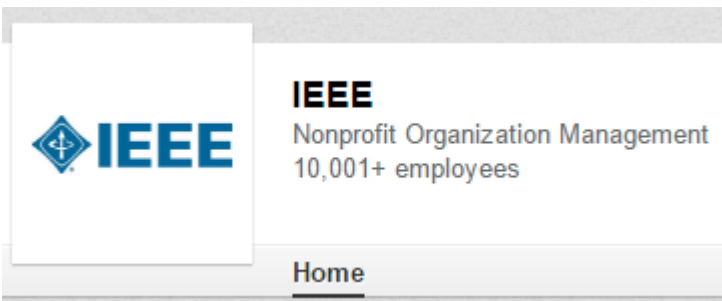 IEEE
IEEE
Nonprofit Organization Management
10,001+ employees
Home